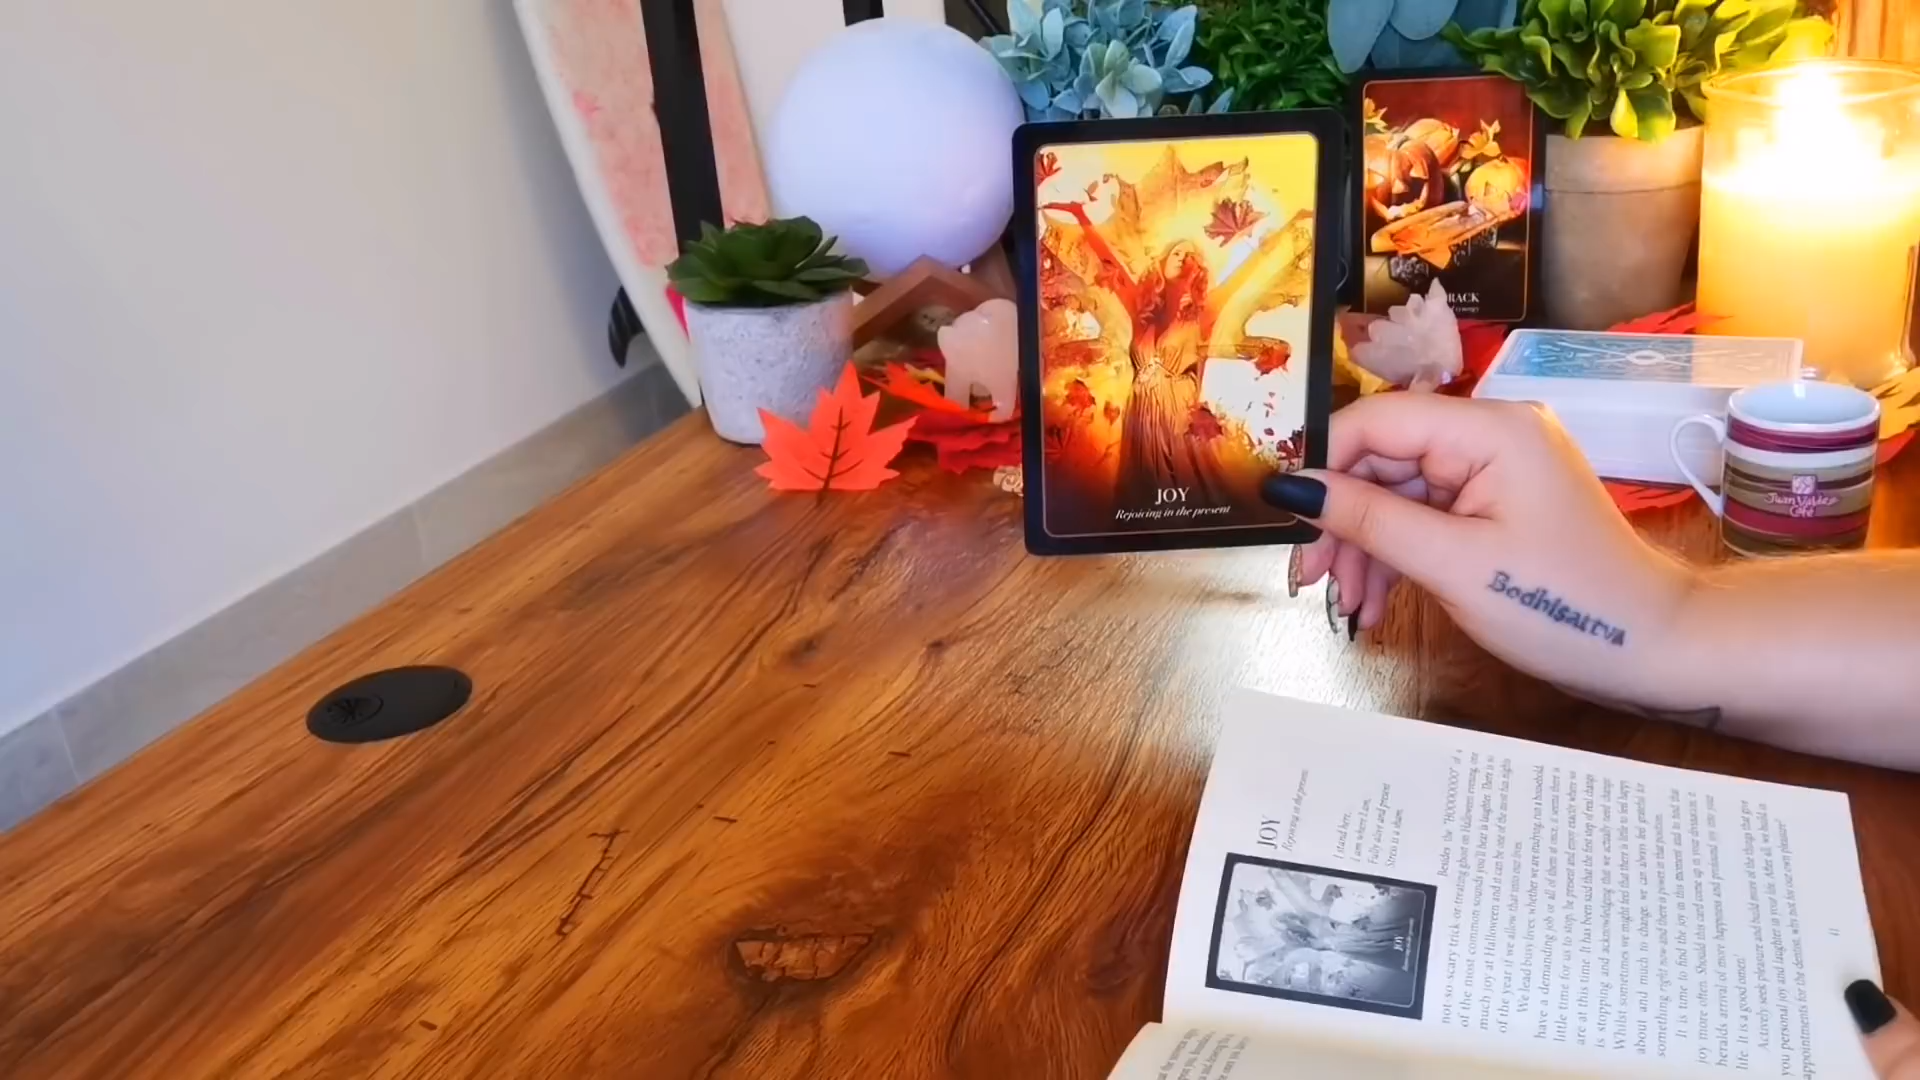 JOY
Rejoicing in the present
RACK
Juan Valdez
Café
Bodhisattva
JOY
Rejoicing in the present
I stand here,
I am where I am,
Fully alive and present
Stress is a sham.
Besides the "BOOOOOOO" of a
not-so-scary trick-or-treating ghost on Halloween evening, one
of the most common sounds you'll hear is laughter. There is so
much joy at Halloween and it can be one of the most fun nights
of the year if we allow that into our lives.
We lead busy lives; whether we are studying, run a household,
have a demanding job or all of them at once, it seems there is
little time for us to stop, be present and enjoy exactly where we
are at this time. It has been said that the first step of real change
is stopping and acknowledging that we actually need change
Whilst sometimes we might feel that there is little to feel happy
about and much to change, we can always feel grateful for
something right now and there is power in that position.
It is time to find the joy in this moment and to find that
joy more often. Should this card come up in your divination, it
heralds arrival of more happiness and profound joy into your
life. It is a good omen!
Actively seek pleasure and build more of the things that give
you personal joy and laughter in your life. After all, we build in
appointments for the dentist, why not for our own pleasure?
JOY